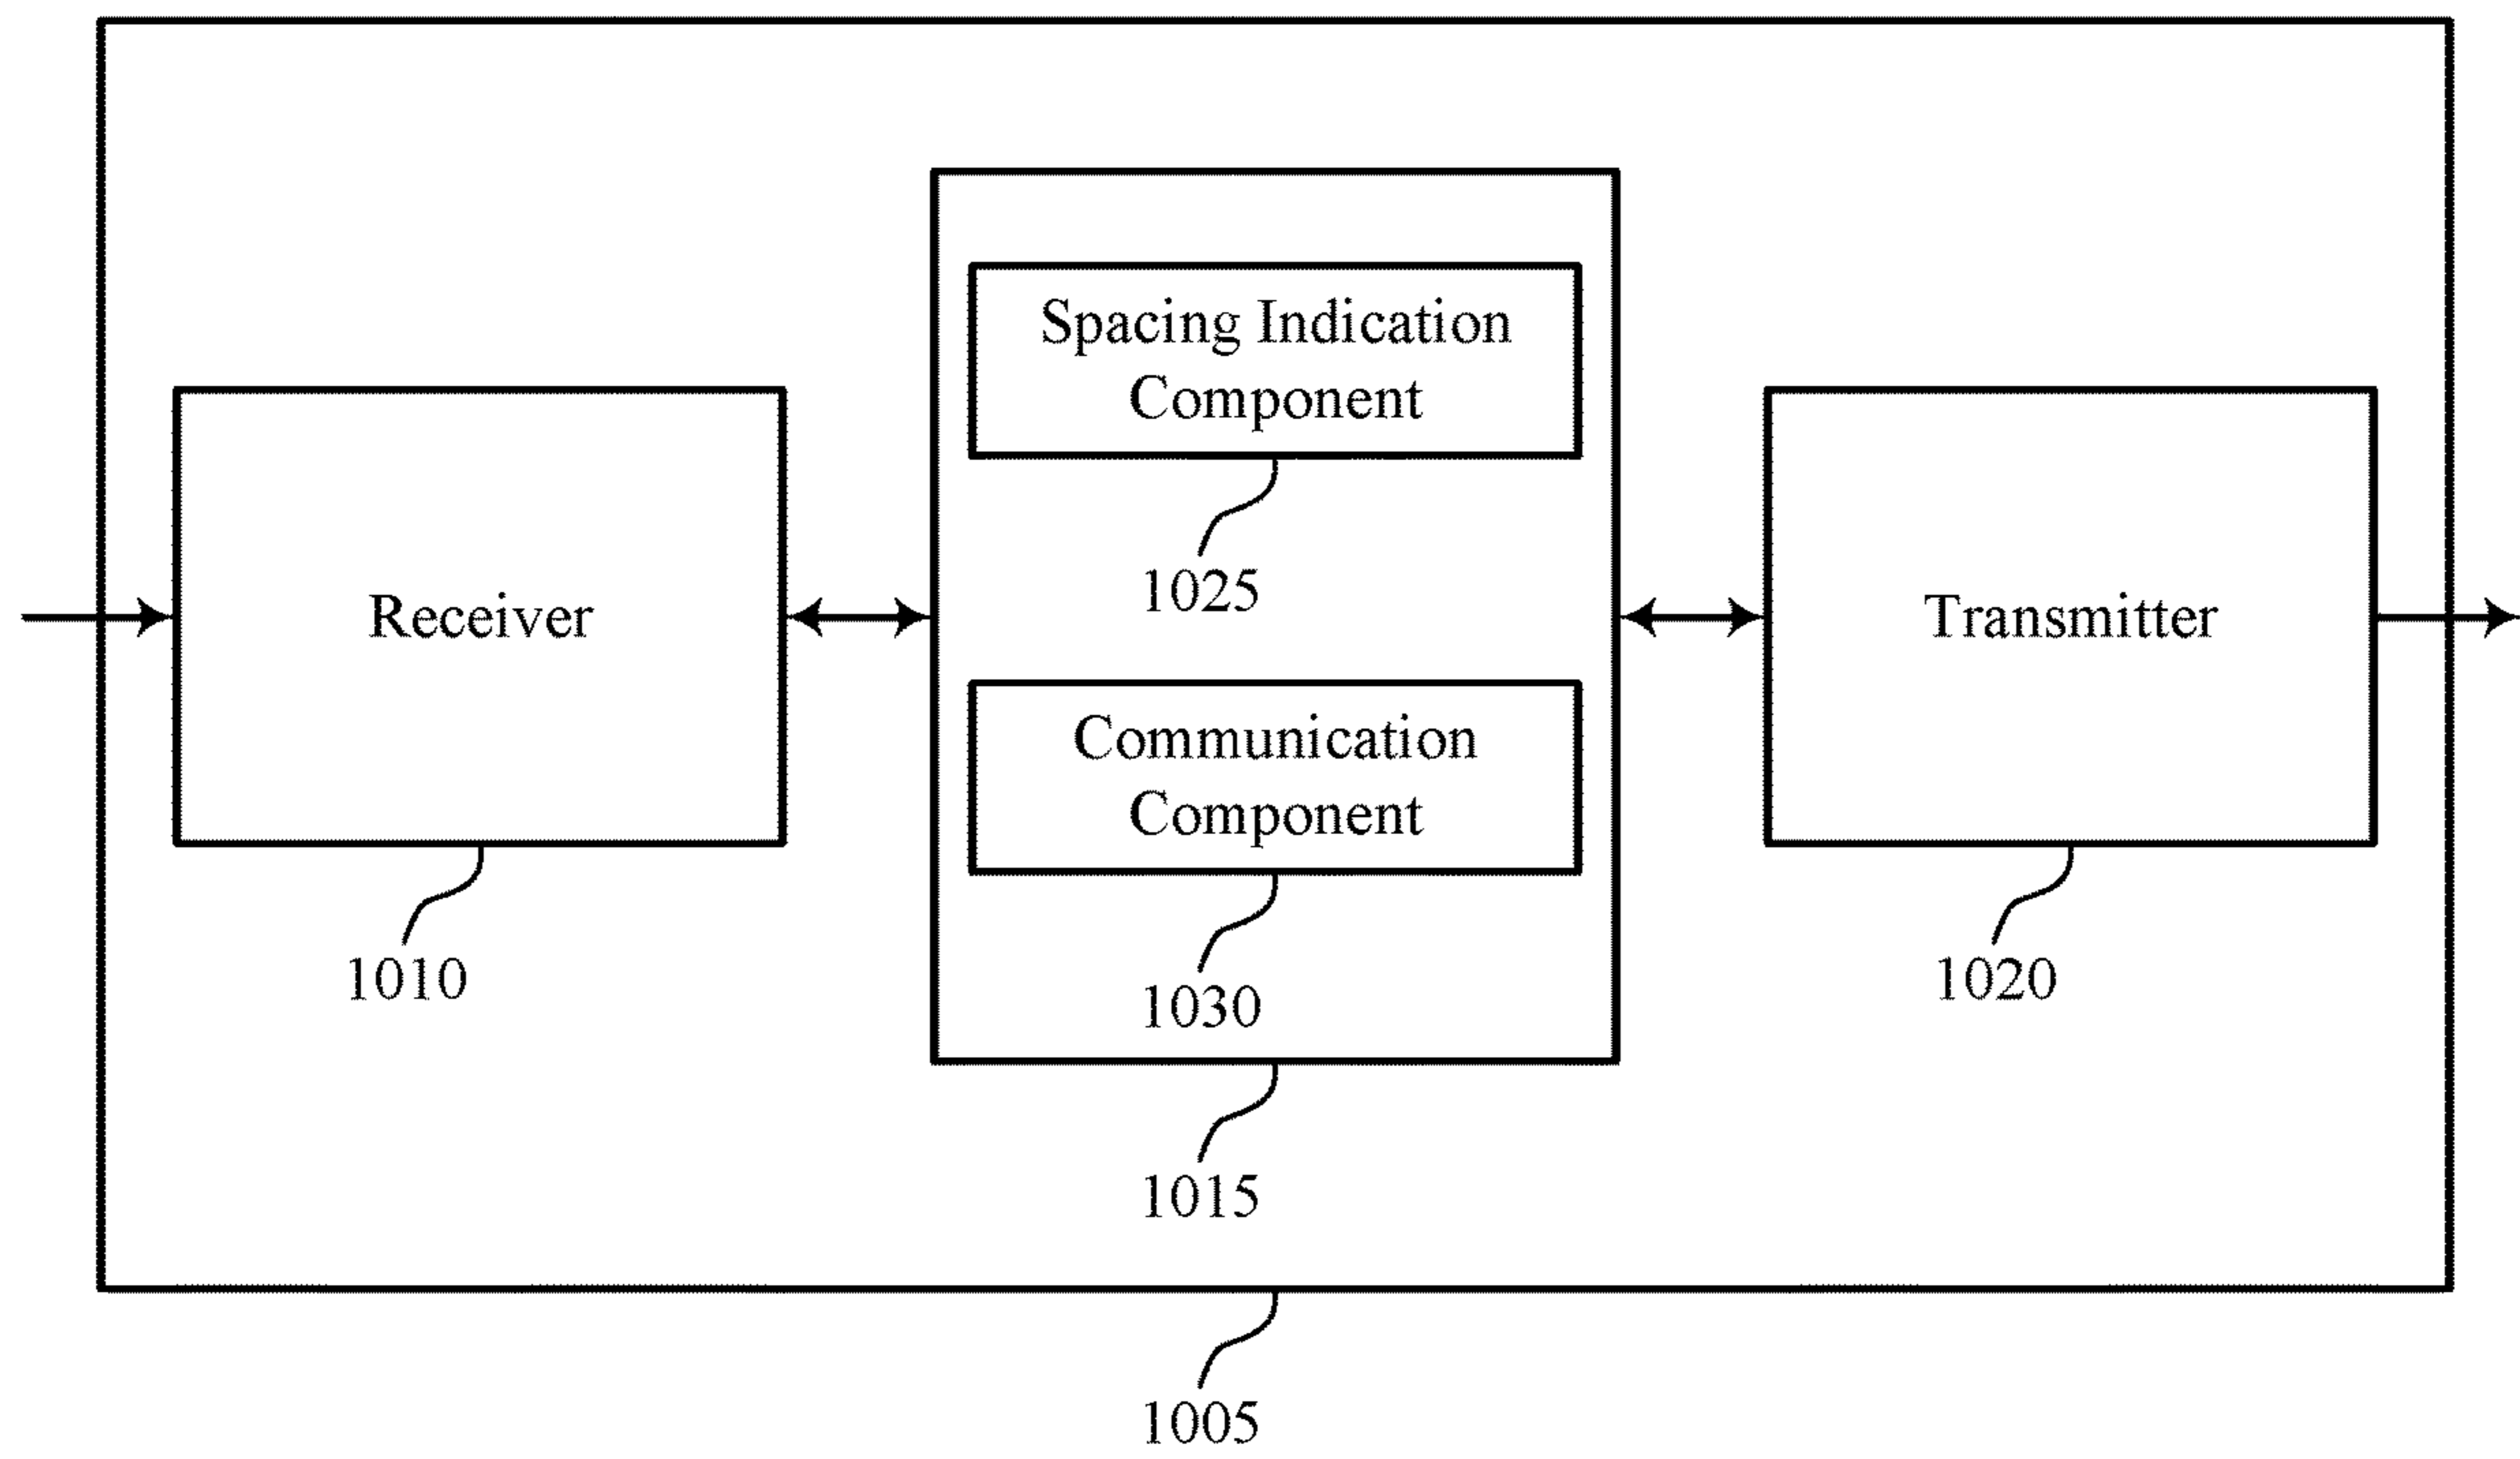 Spacing Indication
Component
1025
Receiver
1010
Communication
Component
1030
Transmitter
1020
1015
1005